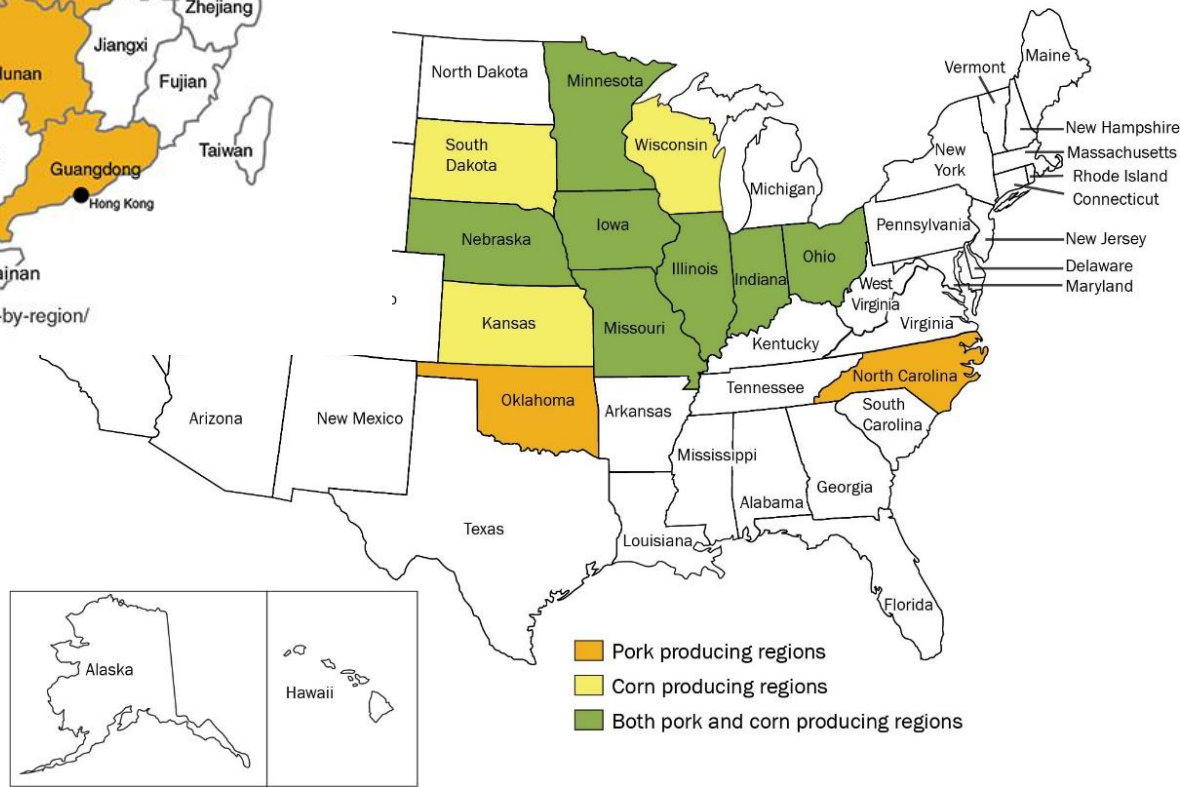 Zhejiang
Jiangxi
Fujian
Taiwan
Guangdong
Hong Kong
-by-region/
North Dakota
Minnesota
South
Dakota
Wisconsin
Michigan
Nebraska
Iowa
Illinois
Indiana
Ohio
Kansas
Missouri
Kentucky
West
Virginia
Virginia
Pennsylvania
New
York
Vermont
Maine
New Hampshire
Massachusetts
Rhode Island
Connecticut
New Jersey
Delaware
Maryland
Arizona
New Mexico
Oklahoma
Arkansas
Tennessee
North Carolina
South
Carolina
Mississippi
Alabama
Georgia
Texas
Louisiana
Florida
Alaska
Hawaii
Pork producing regions
Corn producing regions
Both pork and corn producing regions